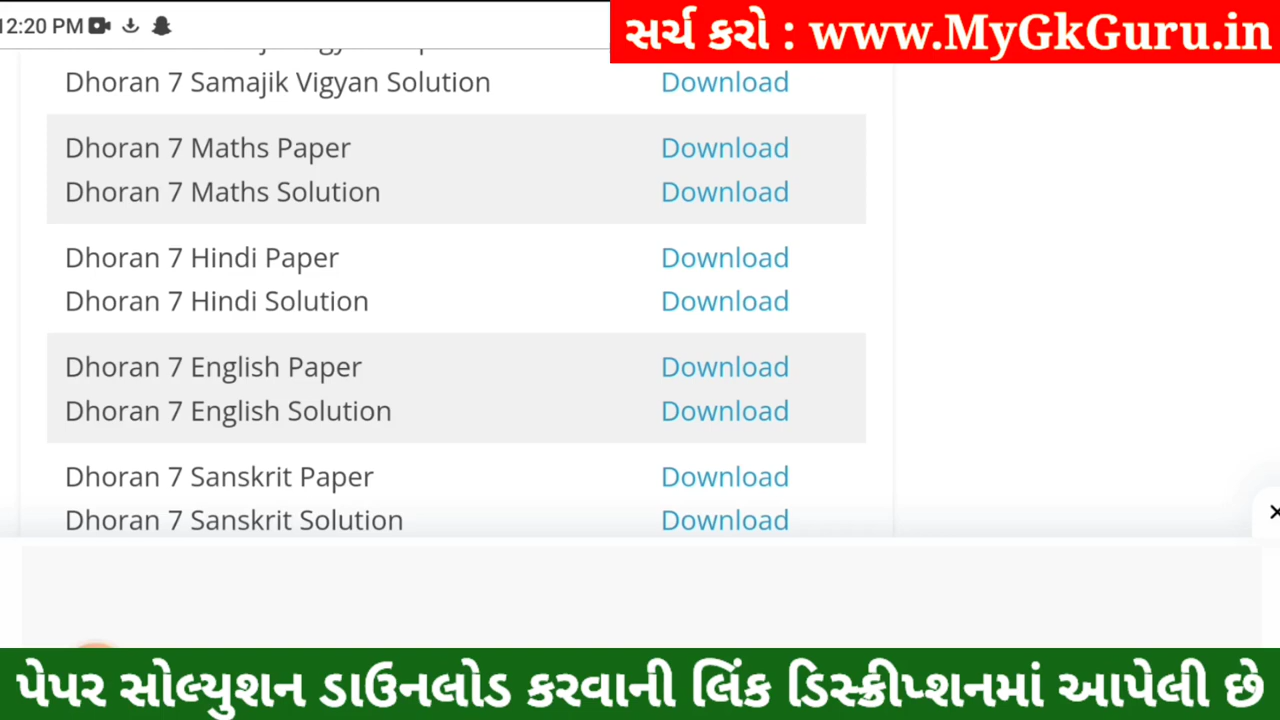 12:20 PM
સર્ચ કરો : www.MyGkGuru.in
Dhoran 7 Samajik Vigyan Solution Download
Dhoran 7 Maths Paper Download
Dhoran 7 Maths Solution Download
Dhoran 7 Hindi Paper Download
Dhoran 7 Hindi Solution Download
Dhoran 7 English Paper Download
Dhoran 7 English Solution Download
Dhoran 7 Sanskrit Paper Download
Dhoran 7 Sanskrit Solution Download
પેપર સોલ્યુશન ડાઉનલોડ કરવાની લિંક ડિસ્ક્રીપ્શનમાં આપેલી છે